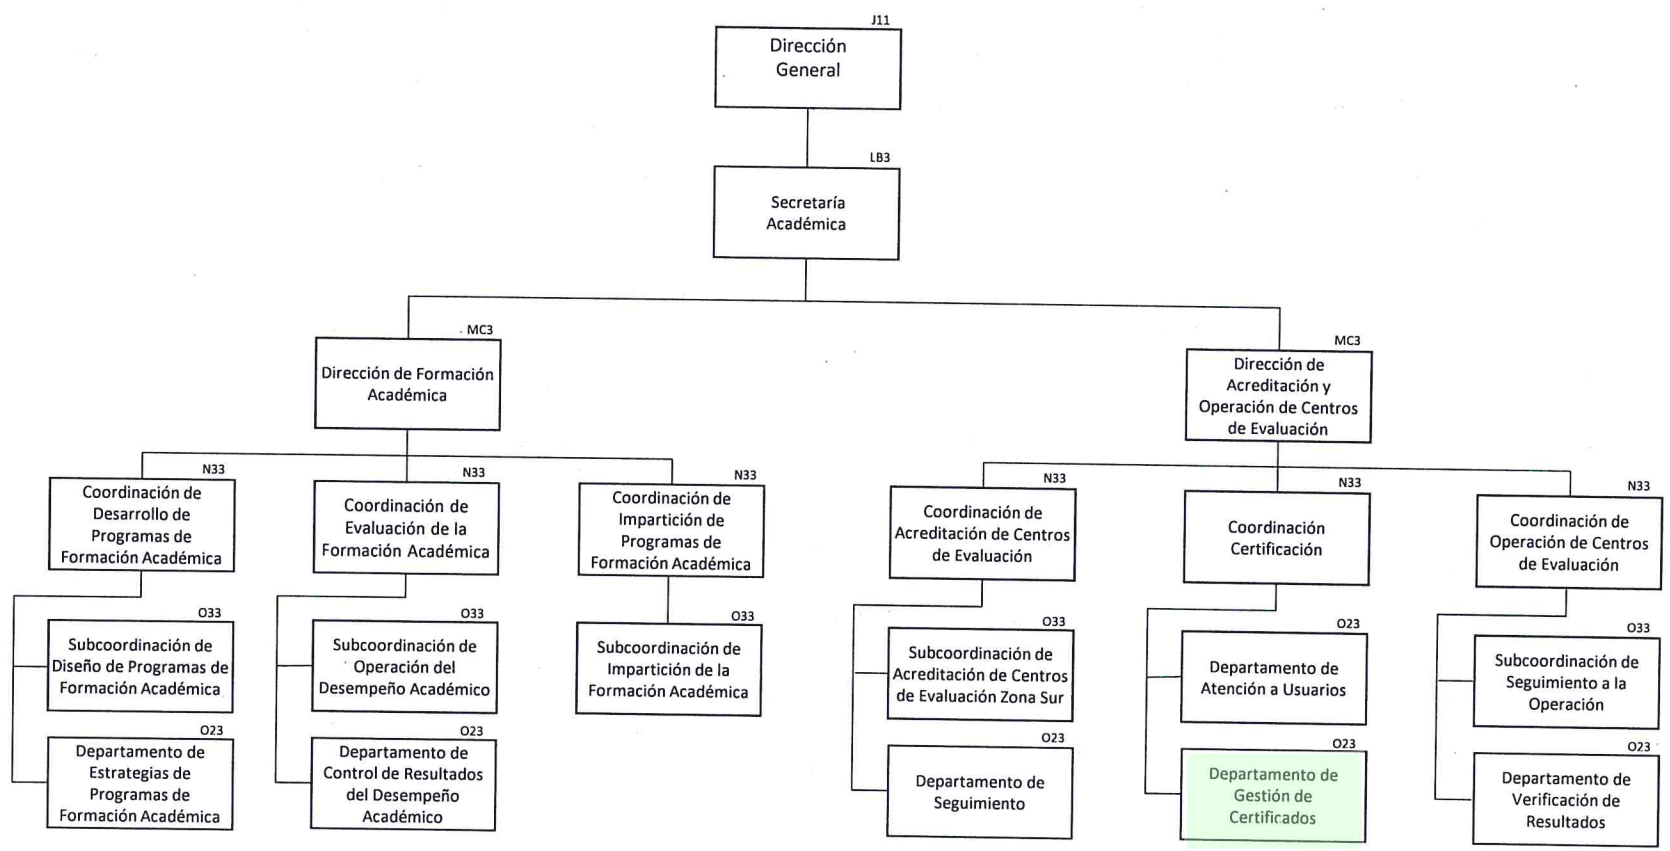 J11
Dirección
General
LB3
Secretaría
Académica
MC3
Dirección de Formación
Académica
MC3
Dirección de
Acreditación y
Operación de Centros
de Evaluación
N33
Coordinación de
Desarrollo de
Programas de
Formación Académica
N33
Coordinación de
Evaluación de la
Formación Académica
N33
Coordinación de
Impartición de
Programas de
Formación Académica
N33
Coordinación de
Acreditación de Centros
de Evaluación
N33
Coordinación
Certificación
N33
Coordinación de
Operación de Centros
de Evaluación
O33
Subcoordinación de
Diseño de Programas de
Formación Académica
O33
Subcoordinación de
Operación del
Desempeño Académico
O33
Subcoordinación de
Impartición de la
Formación Académica
O33
Subcoordinación de
Acreditación de Centros
de Evaluación Zona Sur
O23
Departamento de
Atención a Usuarios
O33
Subcoordinación de
Seguimiento a la
Operación
O23
Departamento de
Estrategias de
Programas de
Formación Académica
O23
Departamento de
Control de Resultados
del Desempeño
Académico
O23
Departamento de
Seguimiento
O23
Departamento de
Gestión de
Certificados
O23
Departamento de
Verificación de
Resultados